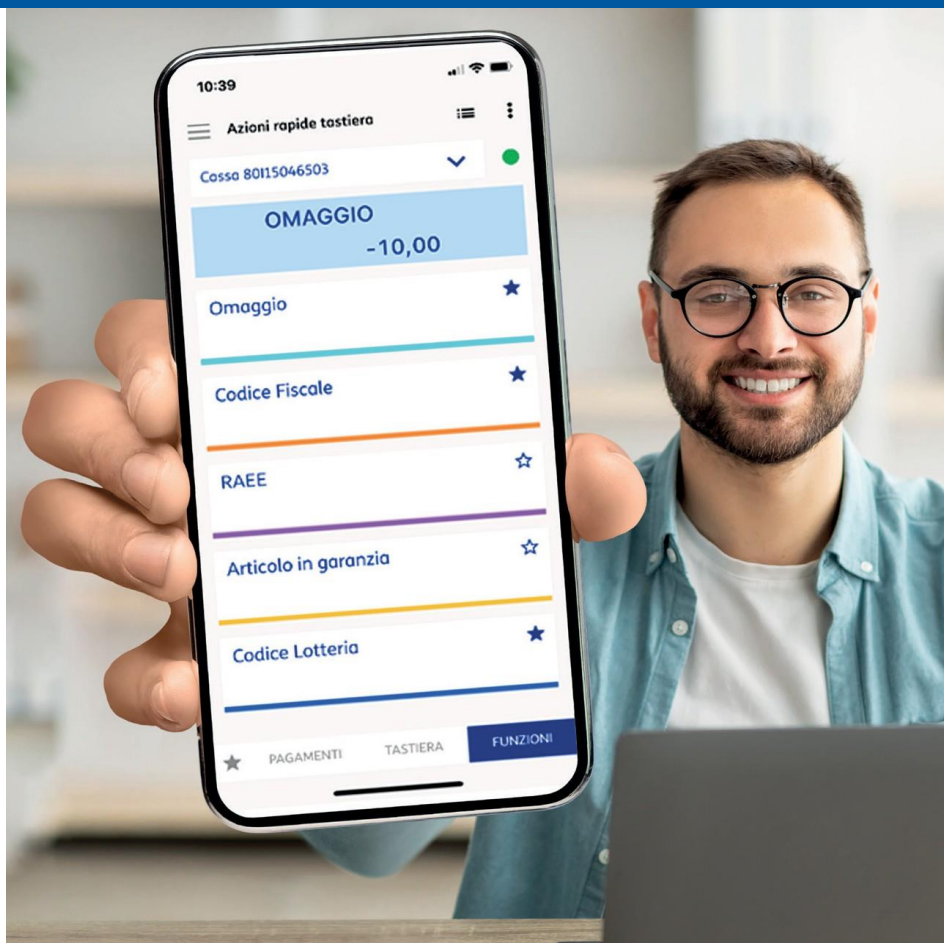 10:39
Azioni rapide tastiera
Cassa 80I15046503
OMAGGIO
-10,00
Omaggio
Codice Fiscale
RAEE
Articolo in garanzia
Codice Lotteria
PAGAMENTI TASTIERA FUNZIONI